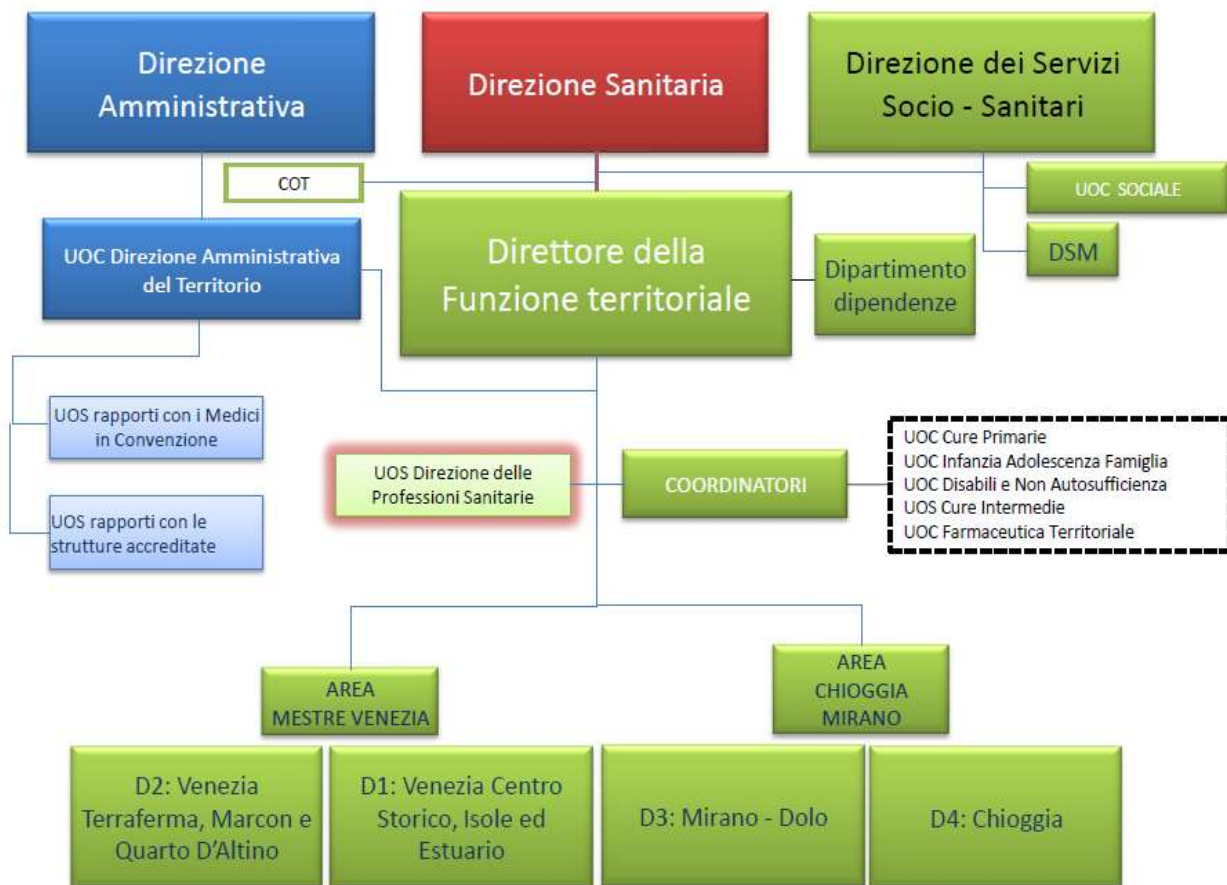 Direzione
Amministrativa
Direzione Sanitaria
Direzione dei Servizi
Socio - Sanitari
COT
UOC SOCIALE
UOC Direzione Amministrativa
del Territorio
Direttore della
Funzione territoriale
Dipartimento
dipendenze
DSM
UOS rapporti con i Medici
in Convenzione
UOS rapporti con le
strutture accreditate
UOS Direzione delle
Professioni Sanitarie
COORDINATORI
UOC Cure Primarie
UOC Infanzia Adolescenza Famiglia
UOC Disabili e Non Autosufficienza
UOS Cure Intermedie
UOC Farmaceutica Territoriale
AREA
MESTRE VENEZIA
AREA
CHIOGGIA
MIRANO
D2: Venezia
Terraferma, Marcon e
Quarto D'Altino
D1: Venezia Centro
Storico, Isole ed
Estuario
D3: Mirano - Dolo
D4: Chioggia